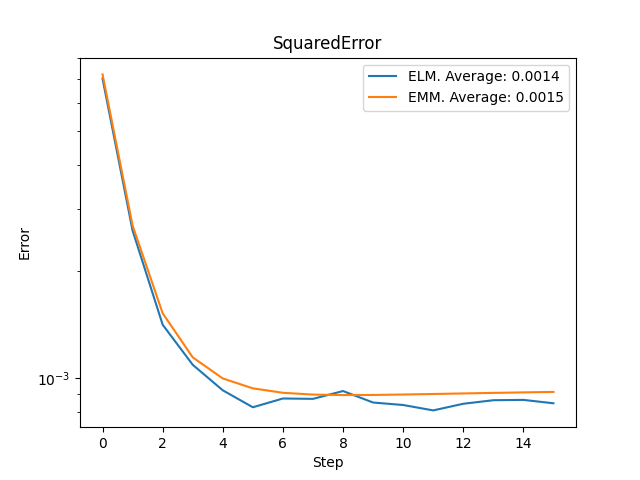 SquaredError
ELM. Average: 0.0014
EMM. Average: 0.0015
Error
10⁻³
0 2 4 6 8 10 12 14
Step